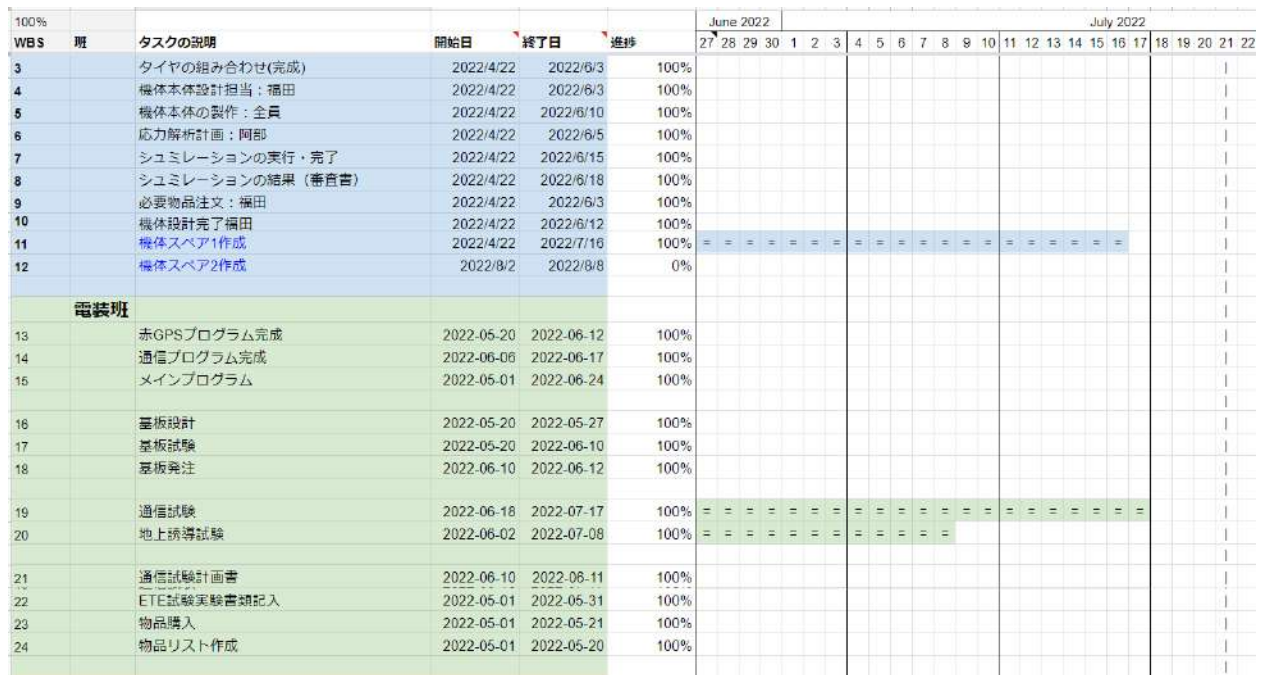 100% June 2022 July 2022
WBS 班 タスクの説明 開始日 終了日 進捗 27 28 29 30 1 2 3 4 5 6 7 8 9 10 11 12 13 14 15 16 17 18 19 20 21 22
3 タイヤの組み合わせ(完成) 2022/4/22 2022/6/3 100%
4 機体本体設計担当:福田 2022/4/22 2022/6/3 100%
5 機体本体の製作:全員 2022/4/22 2022/6/10 100%
6 応力解析計画:阿部 2022/4/22 2022/6/5 100%
7 シュミレーションの実行・完了 2022/4/22 2022/6/15 100%
8 シュミレーションの結果(審査書) 2022/4/22 2022/6/18 100%
9 必要物品注文:福田 2022/4/22 2022/6/3 100%
10 機体設計完了福田 2022/4/22 2022/6/12 100%
11 機体スペア1作成 2022/4/22 2022/7/16 100% = = = = = = = = = = = = = = = = = = = =
12 機体スペア2作成 2022/8/2 2022/8/8 0%
電装班
13 赤GPSプログラム完成 2022-05-20 2022-06-12 100%
14 通信プログラム完成 2022-06-06 2022-06-17 100%
15 メインプログラム 2022-05-01 2022-06-24 100%
16 基板設計 2022-05-20 2022-05-27 100%
17 基板試験 2022-05-20 2022-06-10 100%
18 基板発注 2022-06-10 2022-06-12 100%
19 通信試験 2022-06-18 2022-07-17 100% = = = = = = = = = = = = = = = = = = = = =
20 地上誘導試験 2022-06-02 2022-07-08 100% = = = = = = = = = = = =
21 通信試験計画書 2022-06-10 2022-06-11 100%
22 ETE試験実験書類記入 2022-05-01 2022-05-31 100%
23 物品購入 2022-05-01 2022-05-21 100%
24 物品リスト作成 2022-05-01 2022-05-20 100%